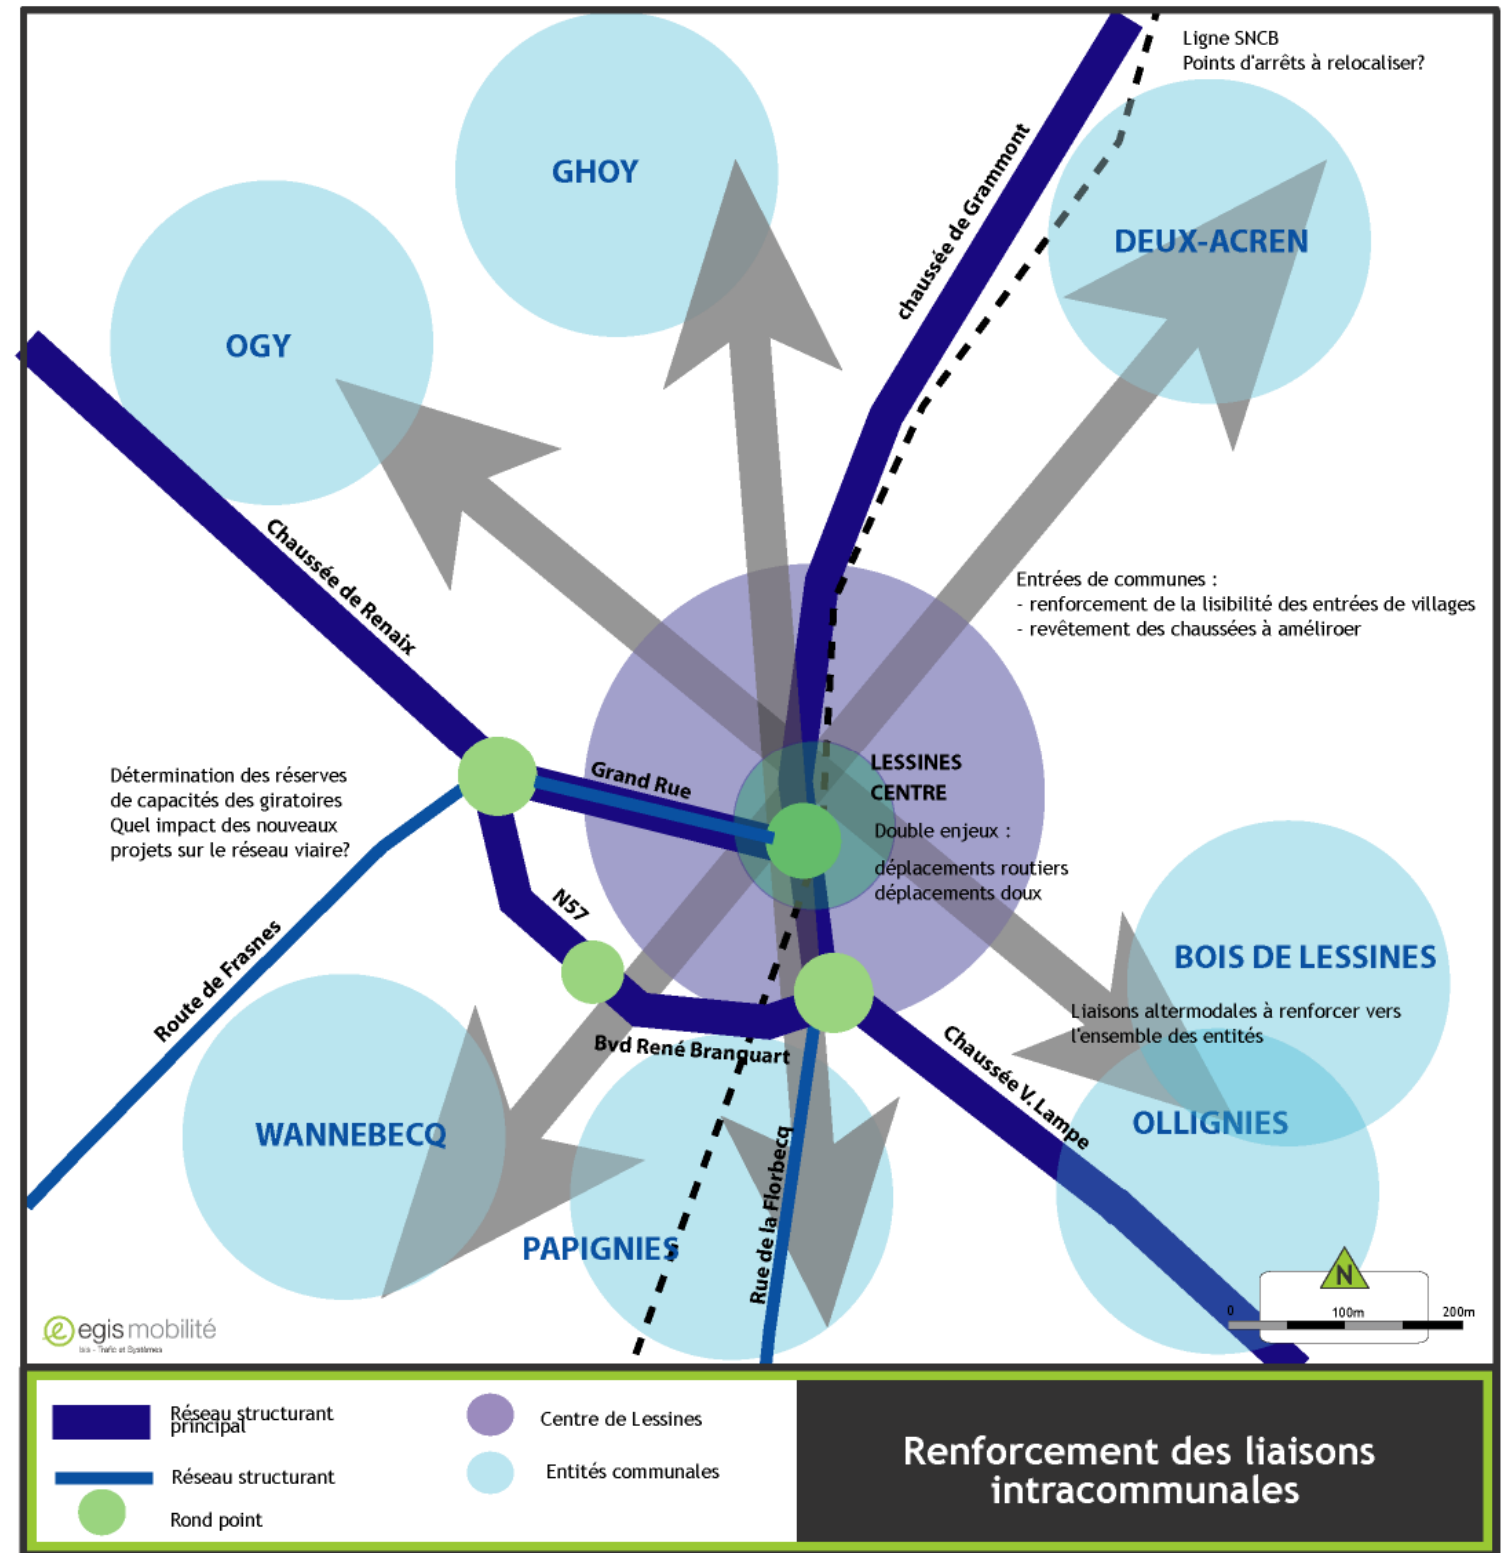 Ligne SNCB
Points d'arrêts à relocaliser?
GHOY
chaussée de Grammont
DEUX-ACREN
OGY
Chaussée de Renaix
Entrées de communes :
- renforcement de la lisibilité des entrées de villages
- revêtement des chaussées à améliroer
Détermination des réserves
de capacités des giratoires
Quel impact des nouveaux
projets sur le réseau viaire?
Grand Rue
LESSINES
CENTRE
Double enjeux :
déplacements routiers
déplacements doux
N57
Route de Frasnes
BOIS DE LESSINES
Liaisons altermodales à renforcer vers
l'ensemble des entités
Bvd René Branquart
Chaussée V. Lampe
OLLIGNIES
WANNEBECQ
PAPIGNIES
Rue de la Florbecq
N
0 100m 200m
egis mobilité
Isis - Trafic et Systèmes
Réseau structurant
principal
Réseau structurant
Rond point
Centre de Lessines
Entités communales
Renforcement des liaisons
intracommunales